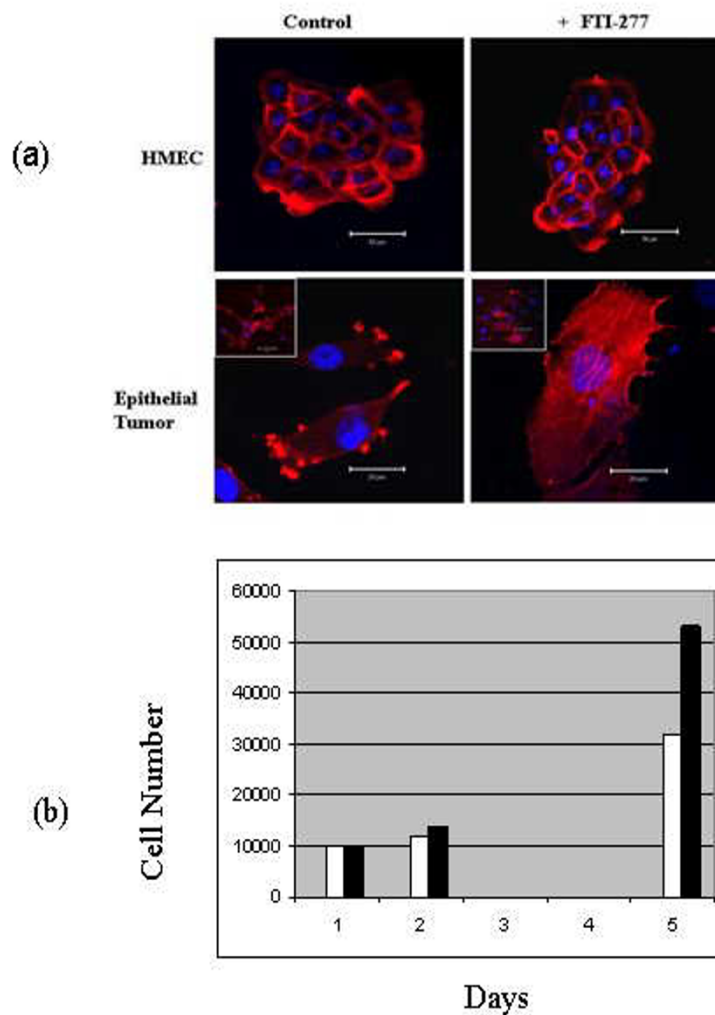 Control
+ FTI-277
(a)
HMEC
Epithelial
Tumor
(b)
Cell Number
60000
50000
40000
30000
20000
10000
0
1
2
3
4
5
Days